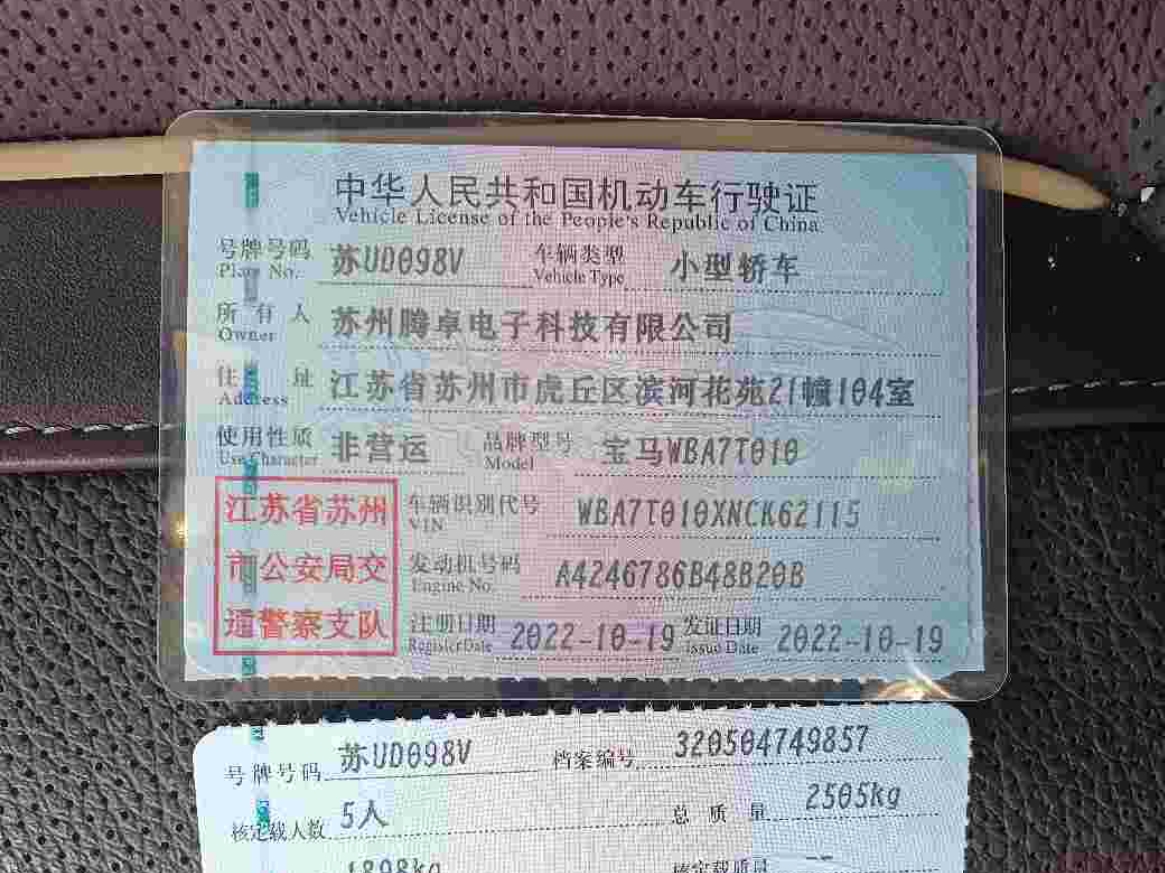 中华人民共和国机动车行驶证
Vehicle License of the People's Republic of China
号牌号码 苏UD098V 车辆类型 小型轿车
Plate No. Vehicle Type
所有人 苏州腾卓电子科技有限公司
Owner
住址 江苏省苏州市虎丘区滨河花苑21幢104室
Address
使用性质 非营运 品牌型号 宝马WBA7T010
Use Character Model
江苏省苏州
市公安局交
通警察支队
车辆识别代号 WBA7T010XNCK62115
VIN
发动机号码 A4246786B48B20B
Engine No.
注册日期 2022-10-19 发证日期 2022-10-19
Register Date Issue Date
号牌号码 苏UD098V 档案编号 320504749857
核定载人数 5人 总质量 2505kg
1898kg 核定载质量 --